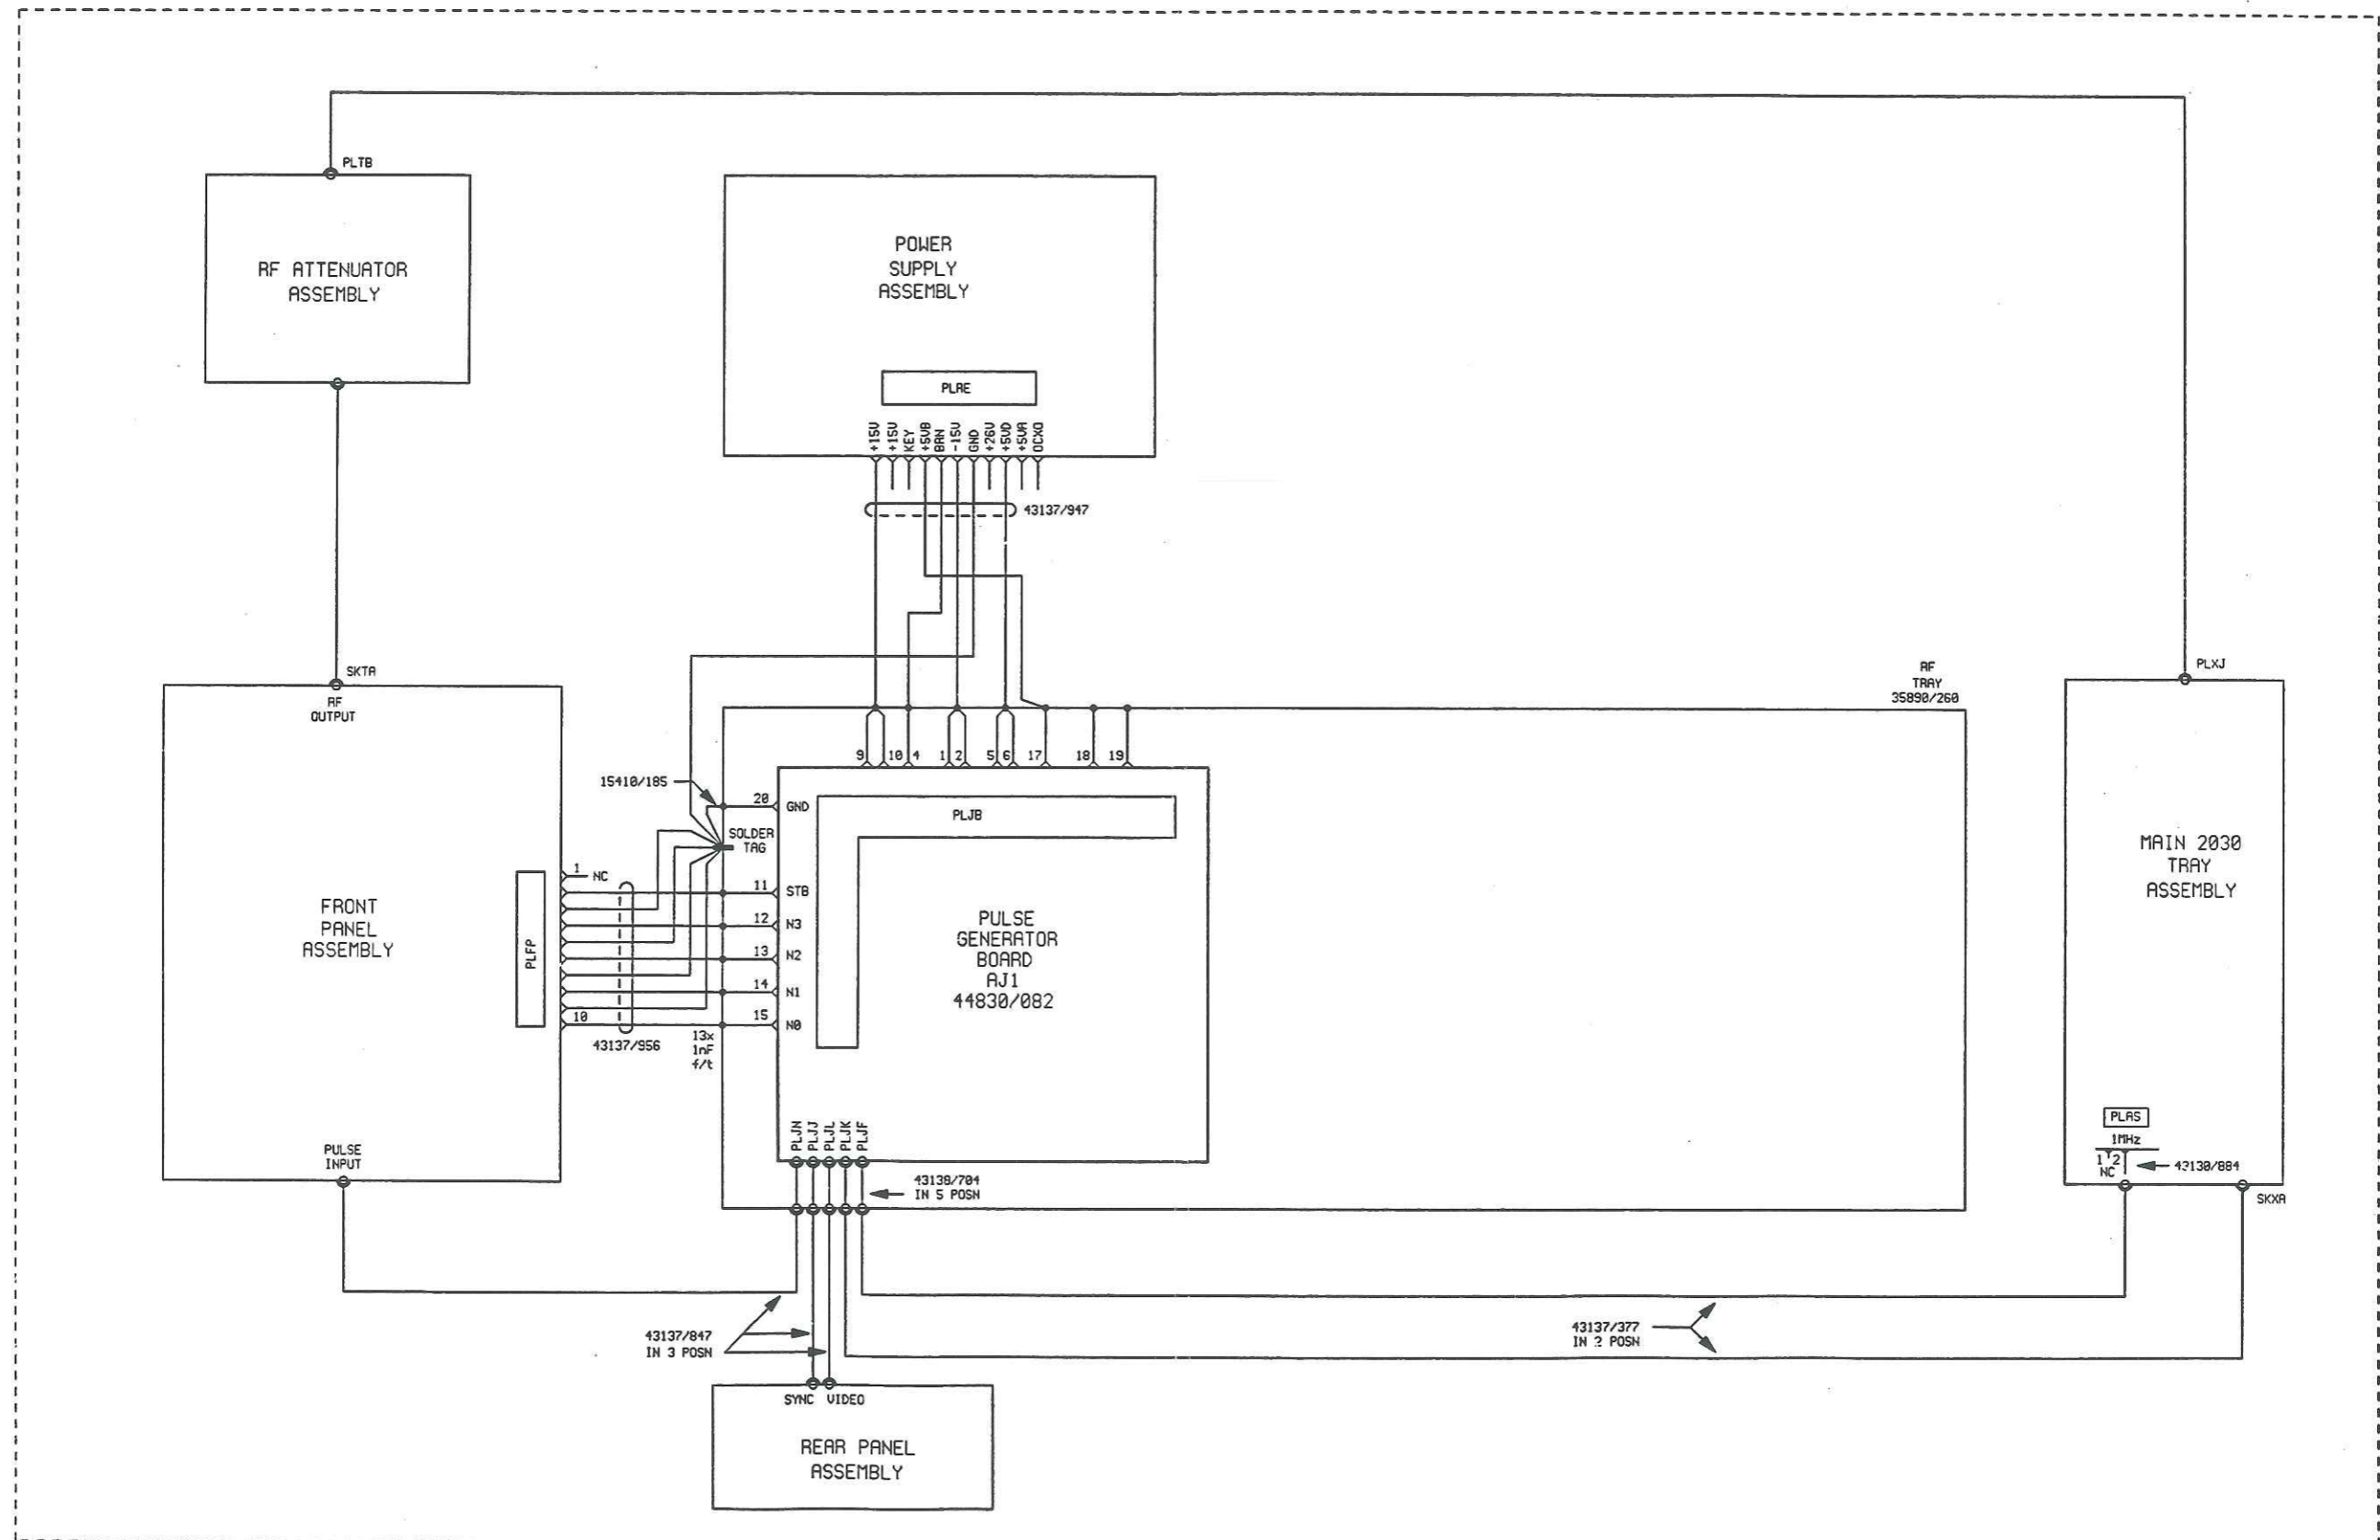 PLTB
RF ATTENUATOR
ASSEMBLY
POWER
SUPPLY
ASSEMBLY
PLAE
+15V
+15V
KEY
+5VB
BRN
-15V
GND
+26V
+5VD
+5VA
OCXO
43137/947
SKTA
RF
OUTPUT
RF
TRAY
35890/260
PLXJ
9
10
4
1
2
5
6
17
18
19
15410/185
20
GND
SOLDER
TAG
PLJB
1
NC
11
STB
12
N3
13
N2
14
N1
15
N0
10
PLFP
FRONT
PANEL
ASSEMBLY
43137/956
13x
1nF
f/t
PULSE
GENERATOR
BOARD
AJ1
44830/082
MAIN 2030
TRAY
ASSEMBLY
PLAS
1MHz
1 2
NC
43130/884
SKXA
PULSE
INPUT
PLJN
PLJJ
PLJL
PLJK
PLJF
43138/704
IN 5 POSN
43137/847
IN 3 POSN
43137/377
IN 2 POSN
SYNC
VIDEO
REAR PANEL
ASSEMBLY